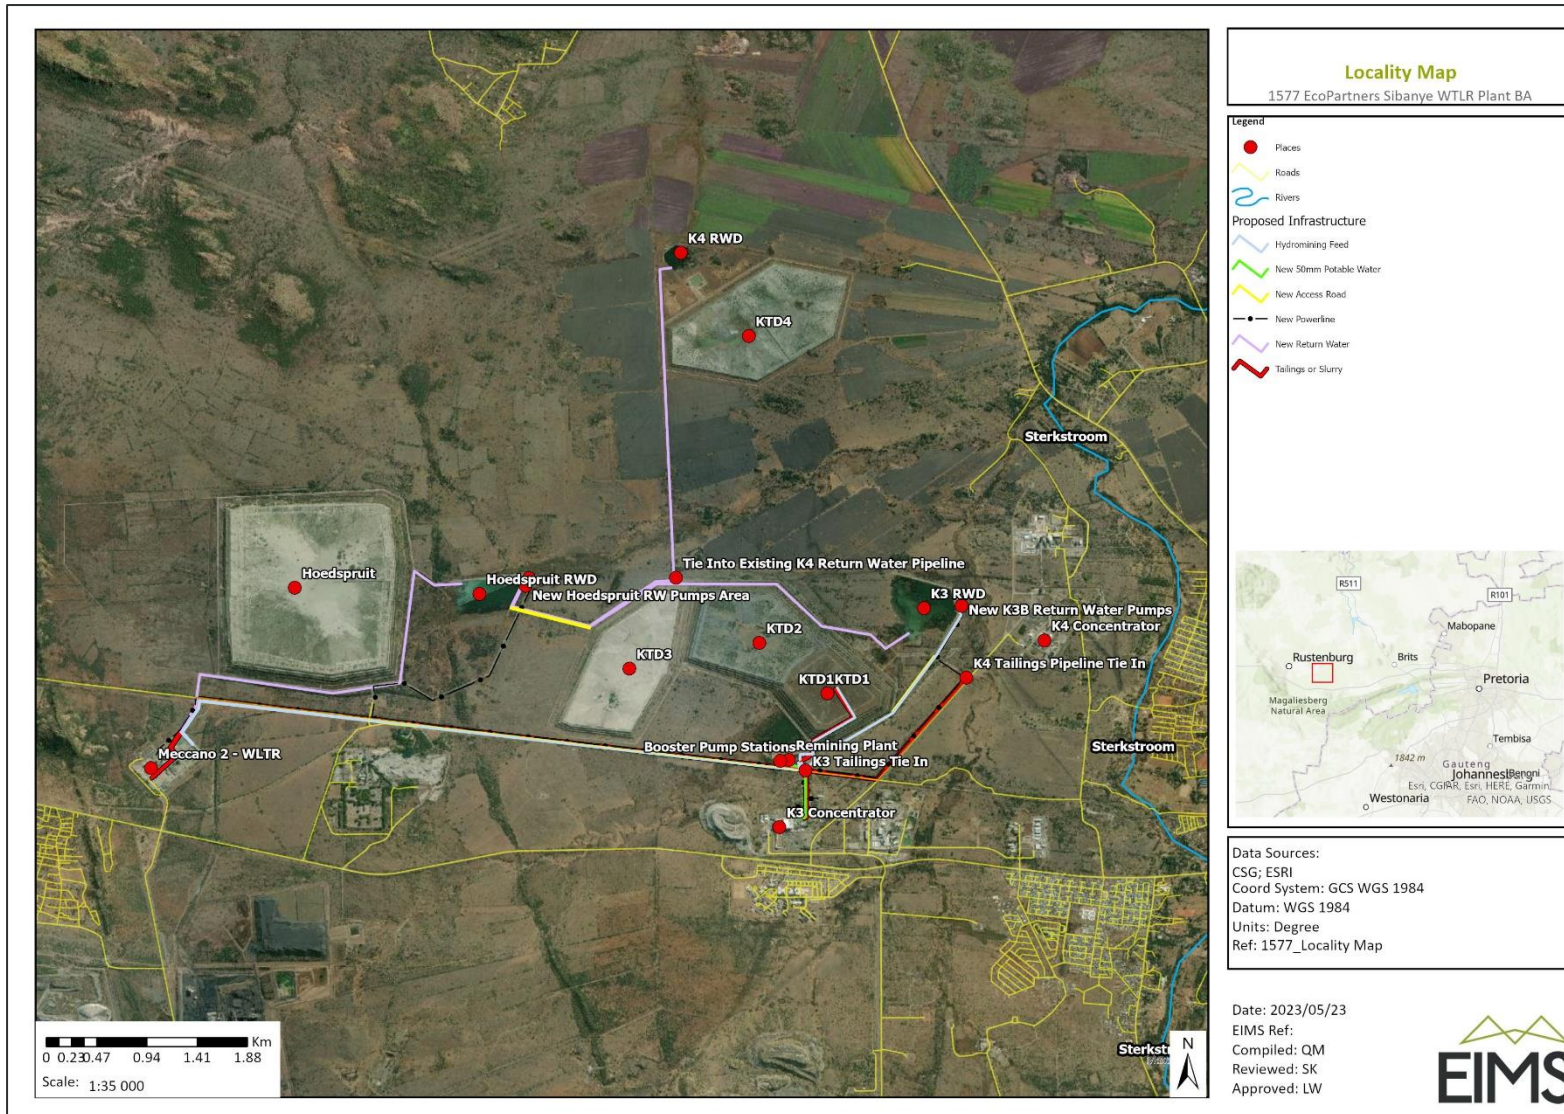 Locality Map
1577 EcoPartners Sibanye WTLR Plant BA
Legend
Places
Roads
Rivers
Proposed Infrastructure
Hydromining Feed
New 50mm Potable Water
New Access Road
New Powerline
New Return Water
Tailings or Slurry
K4 RWD
KTD4
Sterkstroom
Hoedspruit
Hoedspruit RWD
New Hoedspruit RW Pumps Area
Tie Into Existing K4 Return Water Pipeline
K3 RWD
New K3B Return Water Pumps
K4 Concentrator
KTD2
KTD3
K4 Tailings Pipeline Tie In
KTD1KTD1
Sterkstroom
Meccano 2 - WLTR
Booster Pump Stations
Remining Plant
K3 Tailings Tie In
K3 Concentrator
Sterkstr
0 0.23 0.47 0.94 1.41 1.88 Km
Scale: 1:35 000
N
R511
R101
Mabopane
Rustenburg
Brits
Pretoria
Magaliesberg
Natural Area
Tembisa
1842 m
Gauteng
Johannesburg
Benoni
Westonaria
Esri, CGIAR, Esri, HERE, Garmin,
FAO, NOAA, USGS
Data Sources:
CSG; ESRI
Coord System: GCS WGS 1984
Datum: WGS 1984
Units: Degree
Ref: 1577_Locality Map
Date: 2023/05/23
EIMS Ref:
Compiled: QM
Reviewed: SK
Approved: LW
EIMS